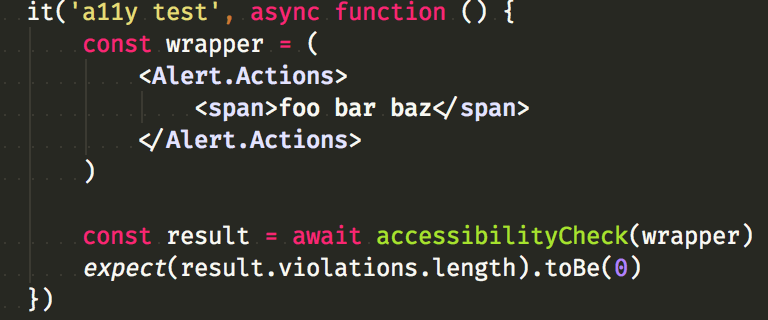 it('a11y test', async function () {
    const wrapper = (
        <Alert.Actions>
            <span>foo bar baz</span>
        </Alert.Actions>
    )

    const result = await accessibilityCheck(wrapper)
    expect(result.violations.length).toBe(0)
})